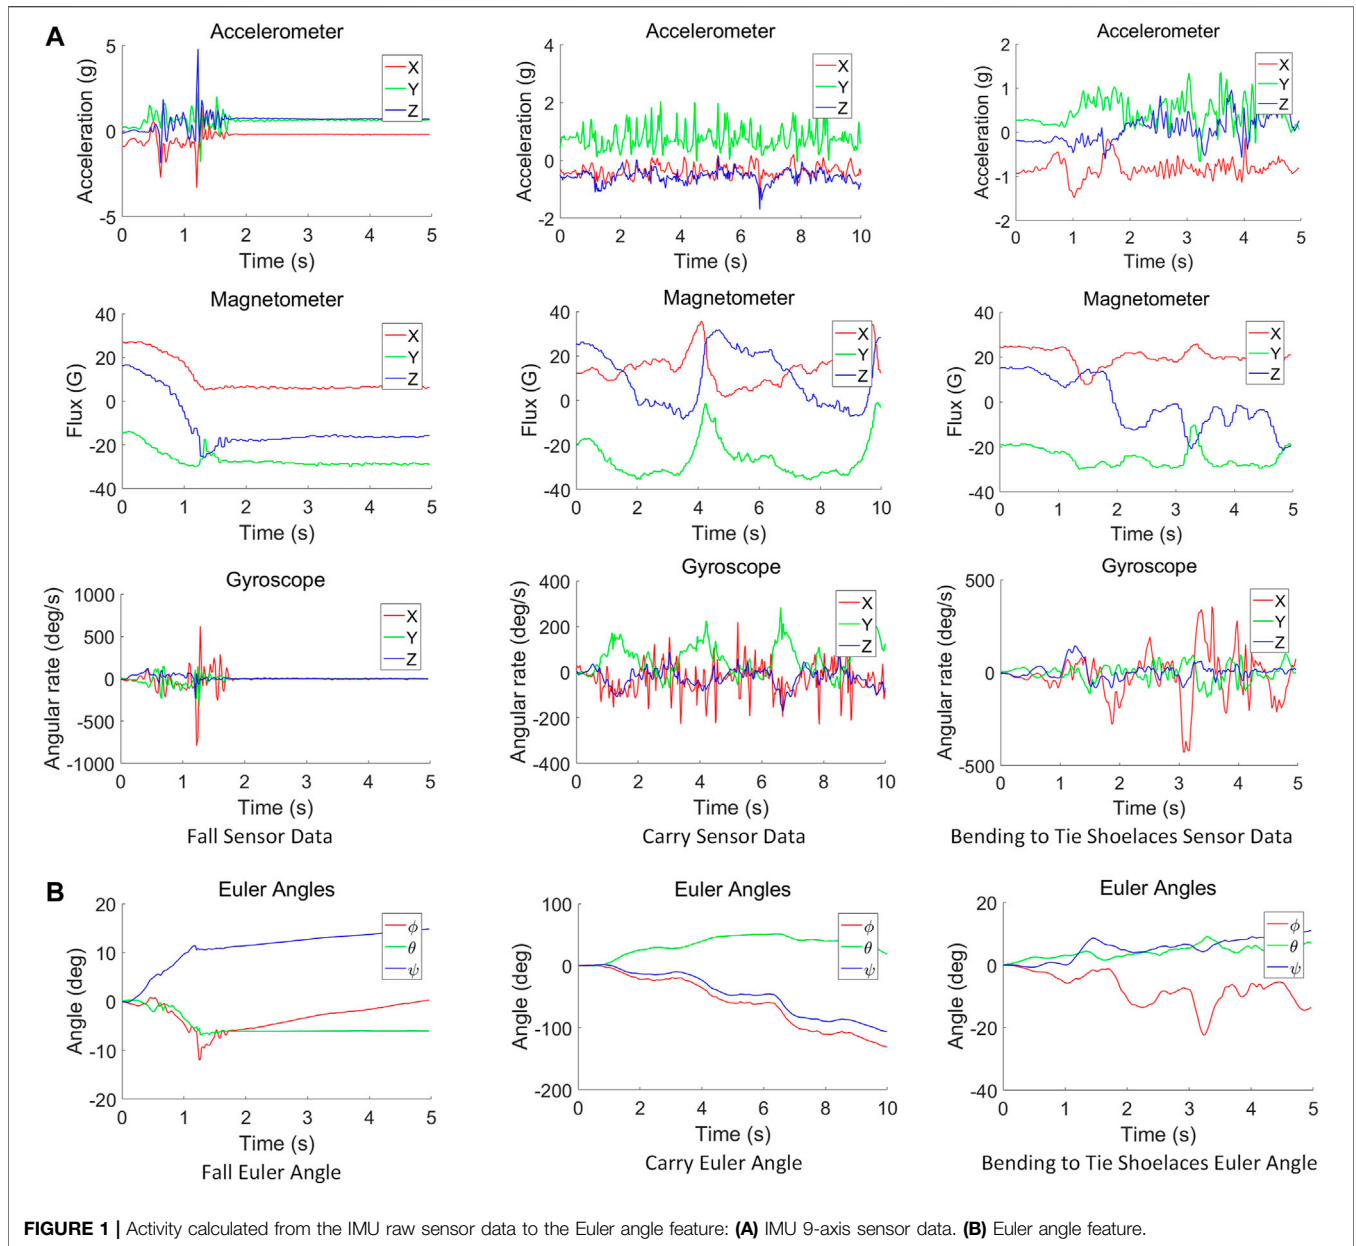 A
Accelerometer
Acceleration (g)
5
0
-5
X
Y
Z
0 1 2 3 4 5
Time (s)
Accelerometer
Acceleration (g)
4
2
0
-2
X
Y
Z
0 2 4 6 8 10
Time (s)
Accelerometer
Acceleration (g)
2
1
0
-1
-2
X
Y
Z
0 1 2 3 4 5
Time (s)
Magnetometer
Flux (G)
40
20
0
-20
-40
X
Y
Z
0 1 2 3 4 5
Time (s)
Magnetometer
Flux (G)
40
20
0
-20
-40
X
Y
Z
0 2 4 6 8 10
Time (s)
Magnetometer
Flux (G)
40
20
0
-20
-40
X
Y
Z
0 1 2 3 4 5
Time (s)
Gyroscope
Angular rate (deg/s)
1000
500
0
-500
-1000
X
Y
Z
0 1 2 3 4 5
Time (s)
Fall Sensor Data
Gyroscope
Angular rate (deg/s)
400
200
0
-200
-400
X
Y
Z
0 2 4 6 8 10
Time (s)
Carry Sensor Data
Gyroscope
Angular rate (deg/s)
500
0
-500
X
Y
Z
0 1 2 3 4 5
Time (s)
Bending to Tie Shoelaces Sensor Data
B
Euler Angles
Angle (deg)
20
10
0
-10
-20
ϕ
θ
ψ
0 1 2 3 4 5
Time (s)
Fall Euler Angle
Euler Angles
Angle (deg)
100
0
-100
-200
ϕ
θ
ψ
0 2 4 6 8 10
Time (s)
Carry Euler Angle
Euler Angles
Angle (deg)
20
0
-20
-40
ϕ
θ
ψ
0 1 2 3 4 5
Time (s)
Bending to Tie Shoelaces Euler Angle
FIGURE 1 | Activity calculated from the IMU raw sensor data to the Euler angle feature: (A) IMU 9-axis sensor data. (B) Euler angle feature.